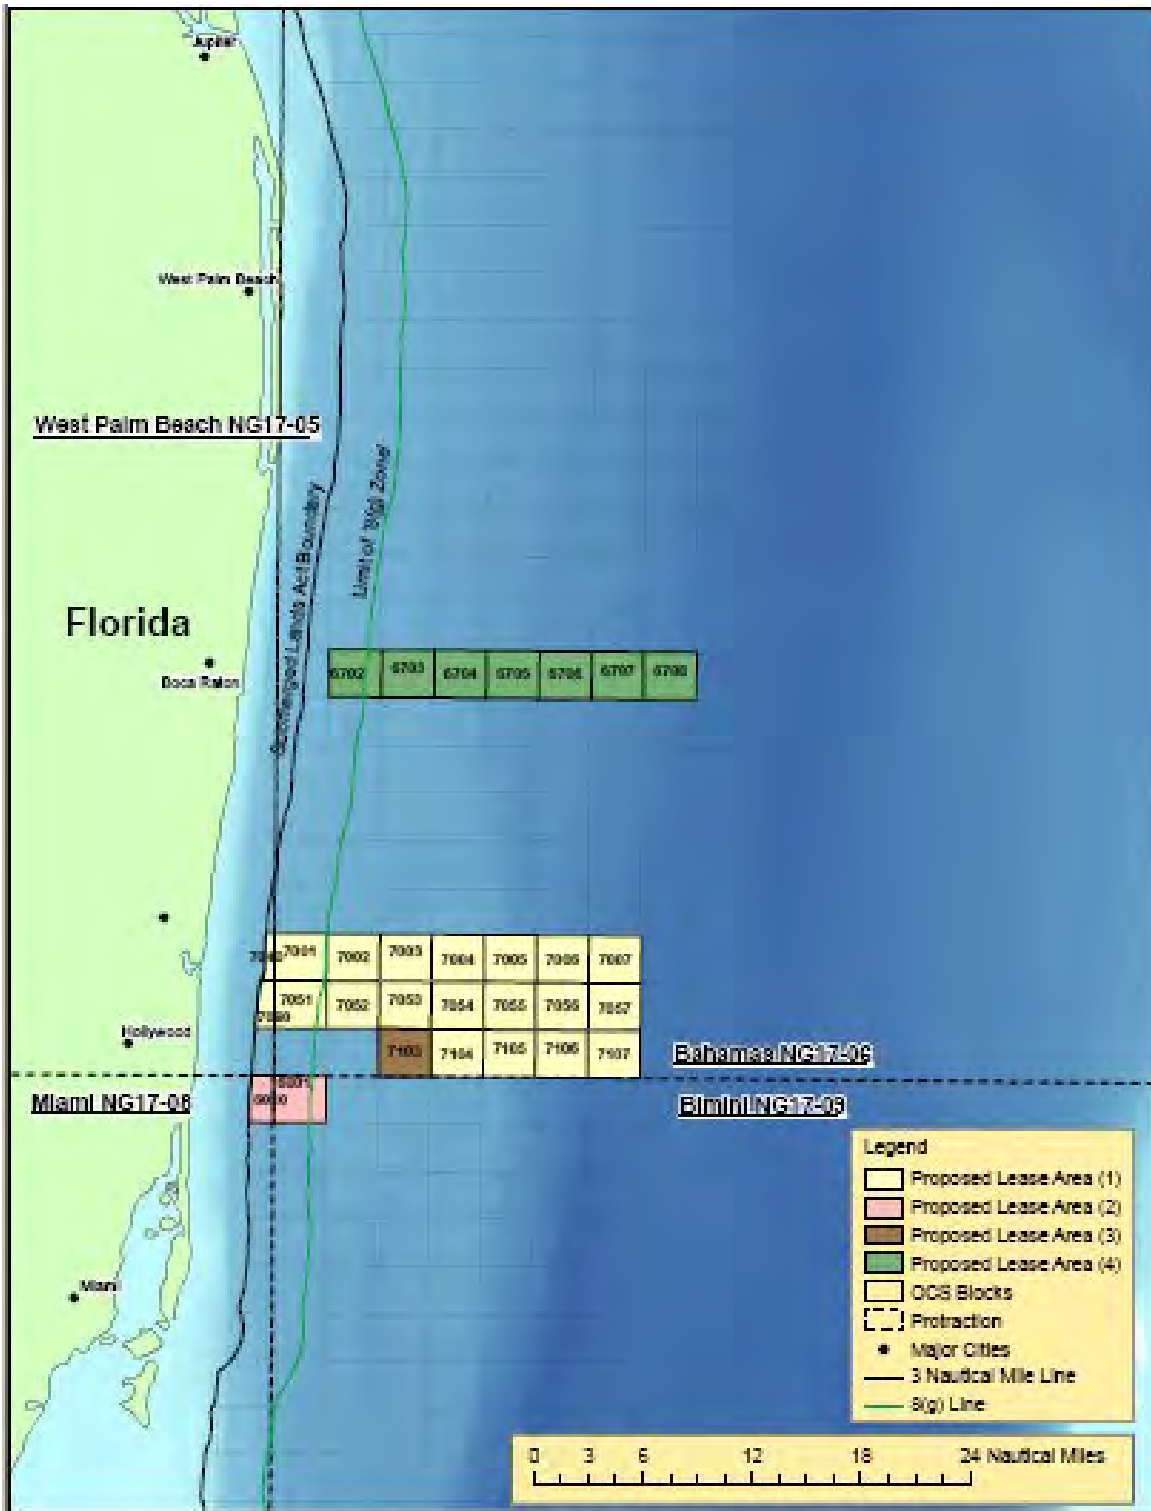 Jupiter
West Palm Beach
West Palm Beach NG17-05
Limit of '8(g) Zone'
Submerged Lands Act Boundary
Florida
Boca Raton
6702 6703 6704 6705 6706 6707 6708
7001 7002 7003 7004 7005 7006 7007
7051 7052 7053 7054 7055 7056 7057
Hollywood
7103 7104 7105 7106 7107
Bahamas NG17-06
Miami NG17-08
Bimini NG17-09
Miami
Legend
Proposed Lease Area (1)
Proposed Lease Area (2)
Proposed Lease Area (3)
Proposed Lease Area (4)
OCS Blocks
Protraction
Major Cities
3 Nautical Mile Line
8(g) Line
0 3 6 12 18 24 Nautical Miles